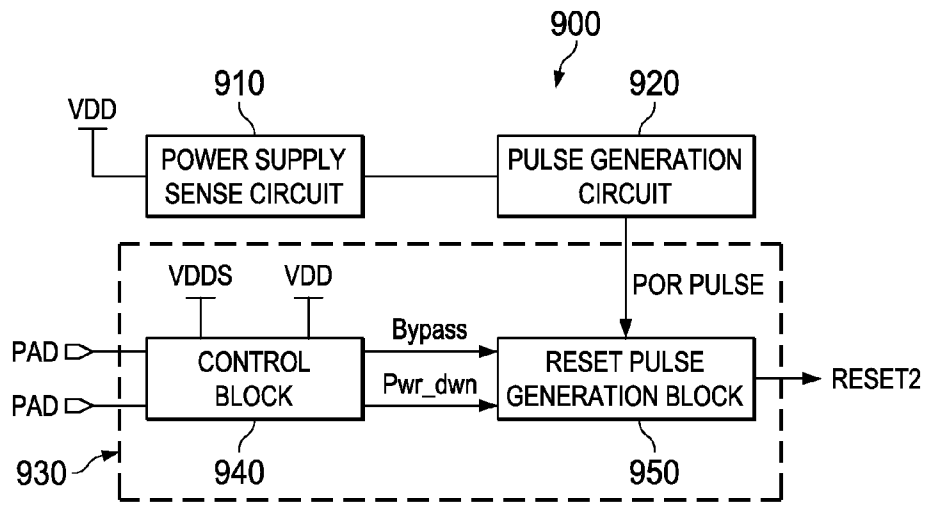 900
910
920
VDD
POWER SUPPLY
SENSE CIRCUIT
PULSE GENERATION
CIRCUIT
VDDS
VDD
POR PULSE
PAD
CONTROL
BLOCK
Bypass
RESET PULSE
GENERATION BLOCK
RESET2
PAD
Pwr_dwn
930
940
950